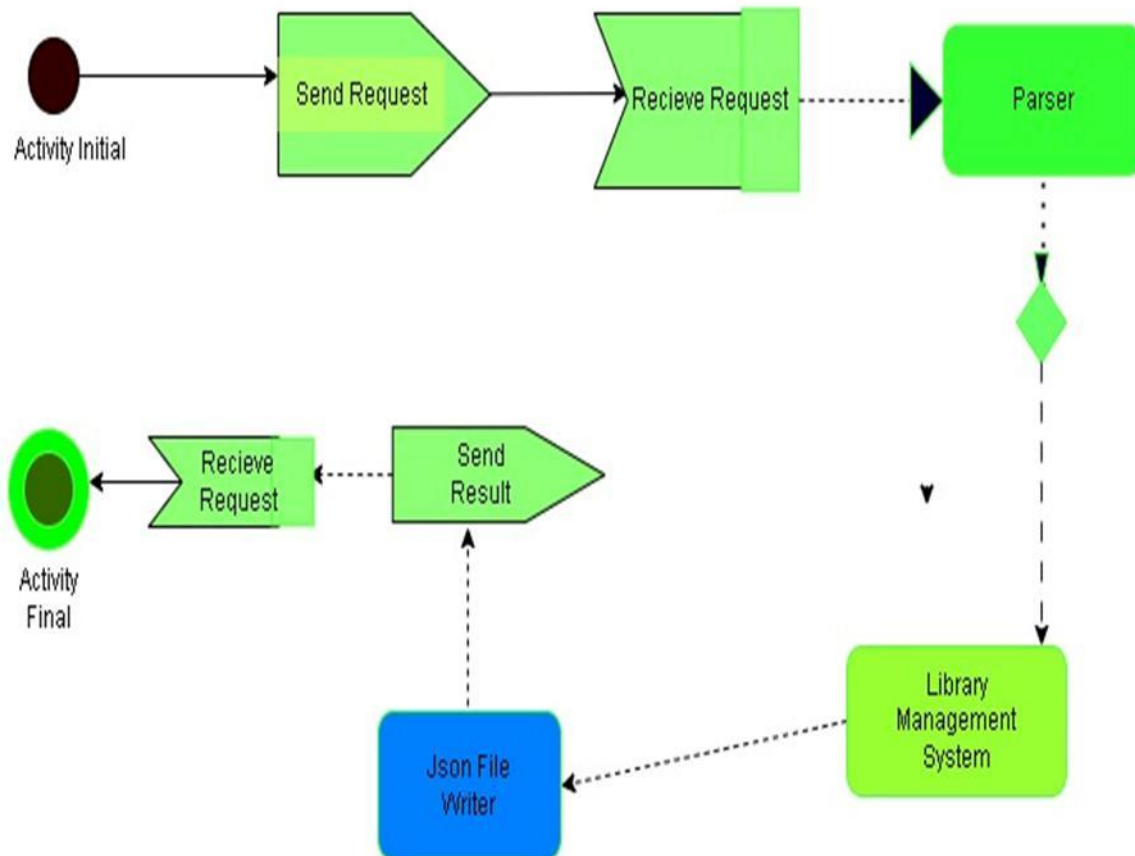 Send Request
Recieve Request
Parser
Activity Initial
Recieve
Request
Send
Result
Activity
Final
Library
Management
System
Json File
Writer